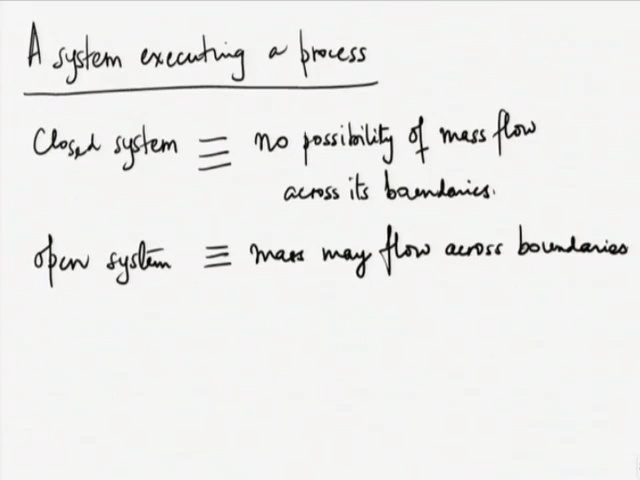 A system executing a process
Closed system ≡ no possibility of mass flow
across its boundaries.
open system ≡ mass may flow across boundaries